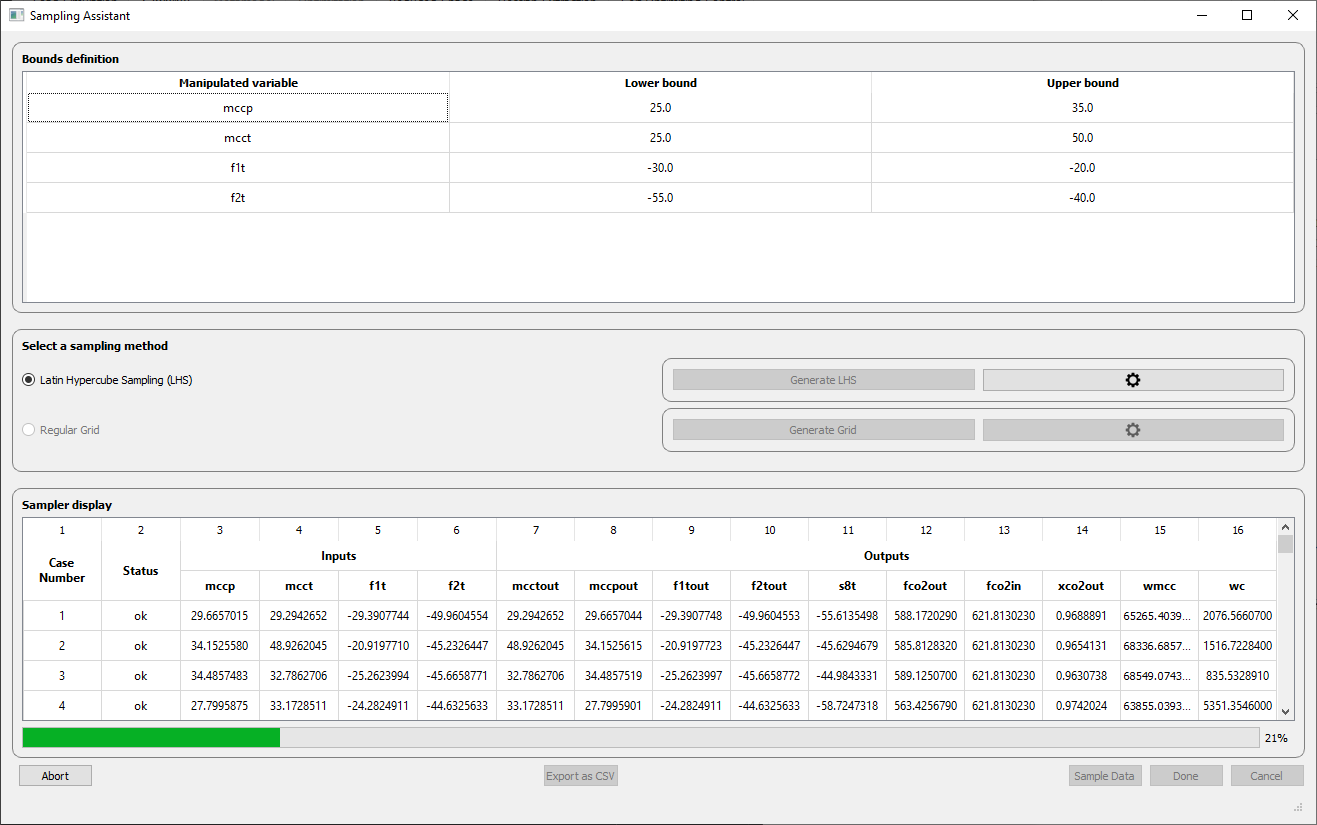 Sampling Assistant
Bounds definition
Manipulated variable Lower bound Upper bound
mccp 25.0 35.0
mcct 25.0 50.0
f1t -30.0 -20.0
f2t -55.0 -40.0
Select a sampling method
Latin Hypercube Sampling (LHS) Generate LHS
Regular Grid Generate Grid
Sampler display
1 2 3 4 5 6 7 8 9 10 11 12 13 14 15 16
Case Number Status Inputs Outputs
mccp mcct f1t f2t mcctout mccpout f1tout f2tout s8t fco2out fco2in xco2out wmcc wc
1 ok 29.6657015 29.2942652 -29.3907744 -49.9604554 29.2942652 29.6657044 -29.3907748 -49.9604553 -55.6135498 588.1720290 621.8130230 0.9688891 65265.4039... 2076.5660700
2 ok 34.1525580 48.9262045 -20.9197710 -45.2326447 48.9262045 34.1525615 -20.9197723 -45.2326447 -45.6294679 585.8128320 621.8130230 0.9654131 68336.6857... 1516.7228400
3 ok 34.4857483 32.7862706 -25.2623994 -45.6658771 32.7862706 34.4857519 -25.2623997 -45.6658772 -44.9843331 589.1250700 621.8130230 0.9630738 68549.0743... 835.5328910
4 ok 27.7995875 33.1728511 -24.2824911 -44.6325633 33.1728511 27.7995901 -24.2824911 -44.6325633 -58.7247318 563.4256790 621.8130230 0.9742024 63855.0393... 5351.3546000
21%
Abort Export as CSV Sample Data Done Cancel